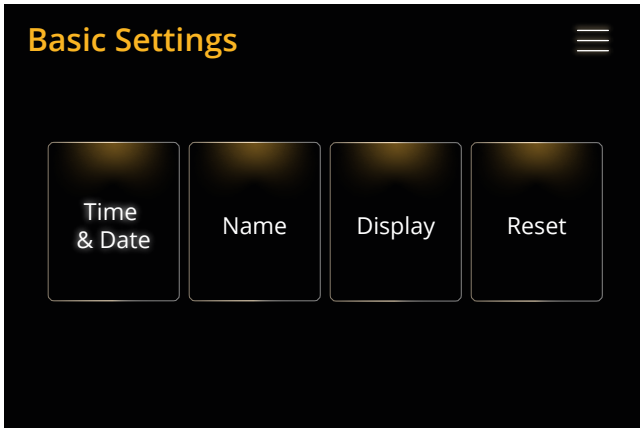 Basic Settings
Time
& Date
Name
Display
Reset